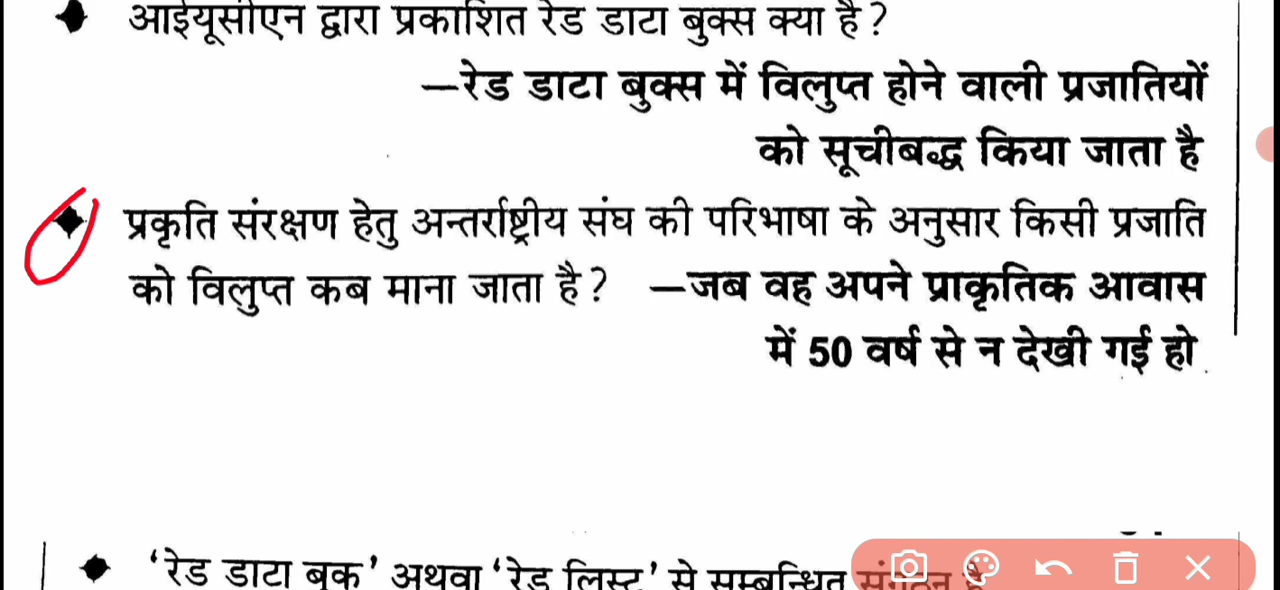 आईयूसीएन द्वारा प्रकाशित रेड डाटा बुक्स क्या है?
—रेड डाटा बुक्स में विलुप्त होने वाली प्रजातियों
को सूचीबद्ध किया जाता है
प्रकृति संरक्षण हेतु अन्तर्राष्ट्रीय संघ की परिभाषा के अनुसार किसी प्रजाति
को विलुप्त कब माना जाता है? —जब वह अपने प्राकृतिक आवास
में 50 वर्ष से न देखी गई हो
'रेड डाटा बुक' अथवा 'रेड लिस्ट' से सम्बन्धित संगठन है